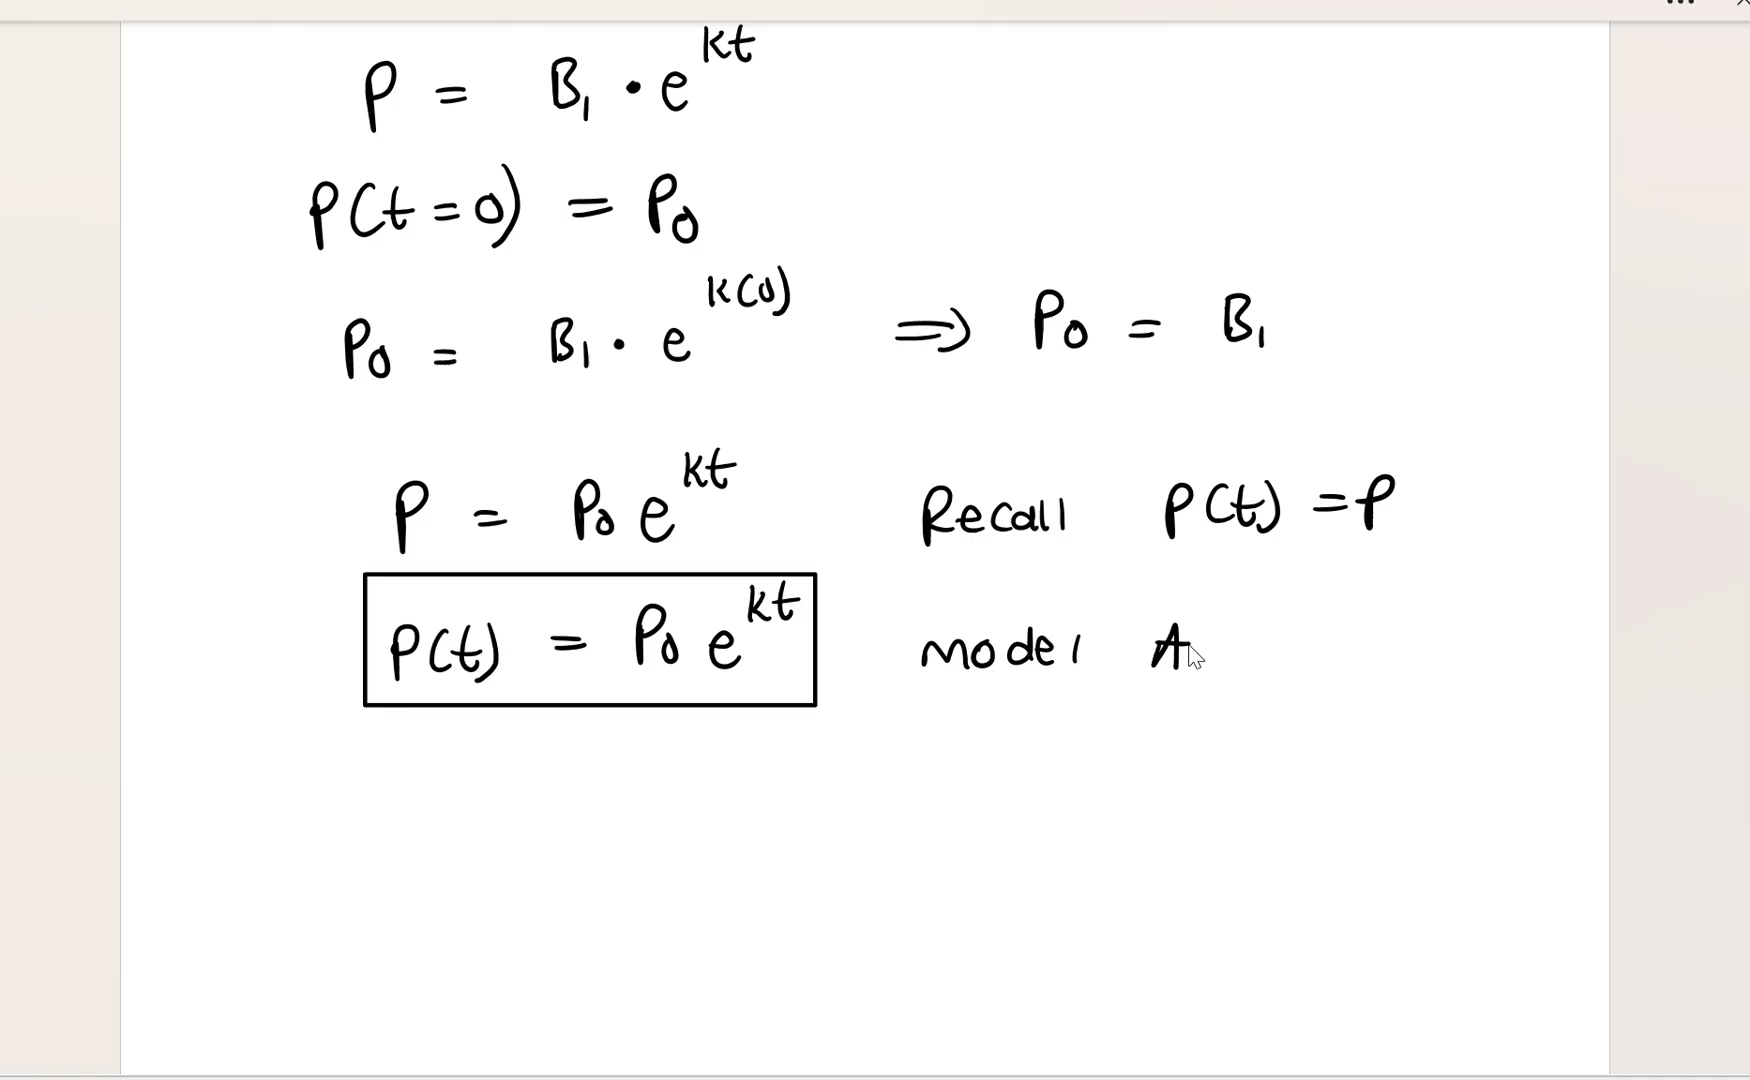 P = B₁ · e^kt
P(t=0) = P₀
P₀ = B₁ · e^k(0) ⇒ P₀ = B₁
P = P₀ e^kt Recall P(t) = P
P(t) = P₀ e^kt model A